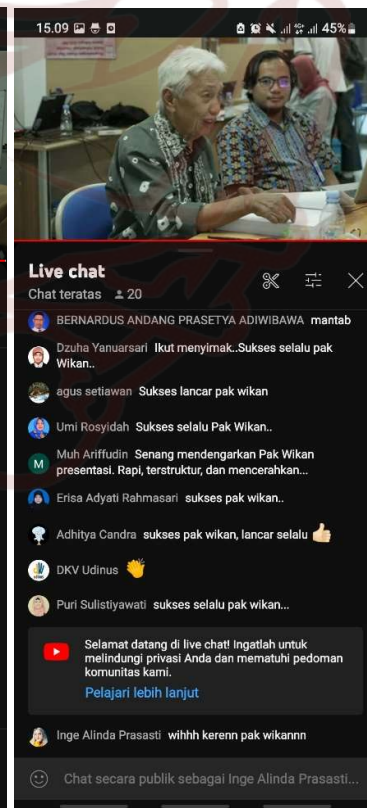 15.09
4G+
45%
Live chat
Chat teratas 20
BERNARDUS ANDANG PRASETYA ADIWIBAWA mantab
Dzuha Yanuarsari Ikut menyimak..Sukses selalu pak
Wikan..
agus setiawan Sukses lancar pak wikan
Umi Rosyidah Sukses selalu Pak Wikan..
M
Muh Ariffudin Senang mendengarkan Pak Wikan
presentasi. Rapi, terstruktur, dan mencerahkan...
Erisa Adyati Rahmasari sukses pak wikan..
Adhitya Candra sukses pak wikan, lancar selalu 👍🏻
DKV Udinus 👏
Puri Sulistiyawati sukses selalu pak wikan...
Selamat datang di live chat! Ingatlah untuk
melindungi privasi Anda dan mematuhi pedoman
komunitas kami.
Pelajari lebih lanjut
Inge Alinda Prasasti wihhh kerenn pak wikannn
Chat secara publik sebagai Inge Alinda Prasasti...